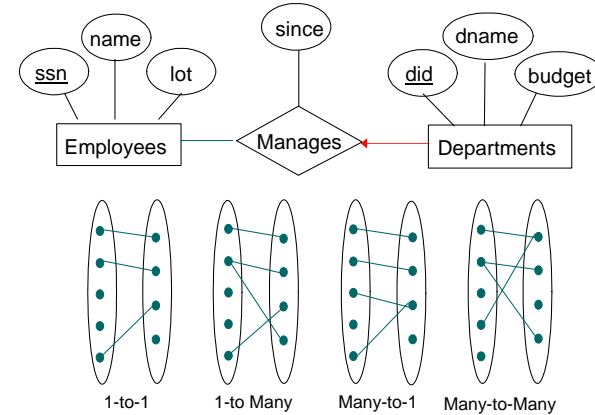 since
name
dname
ssn
lot
did
budget
Employees
Manages
Departments
1-to-1
1-to Many
Many-to-1
Many-to-Many